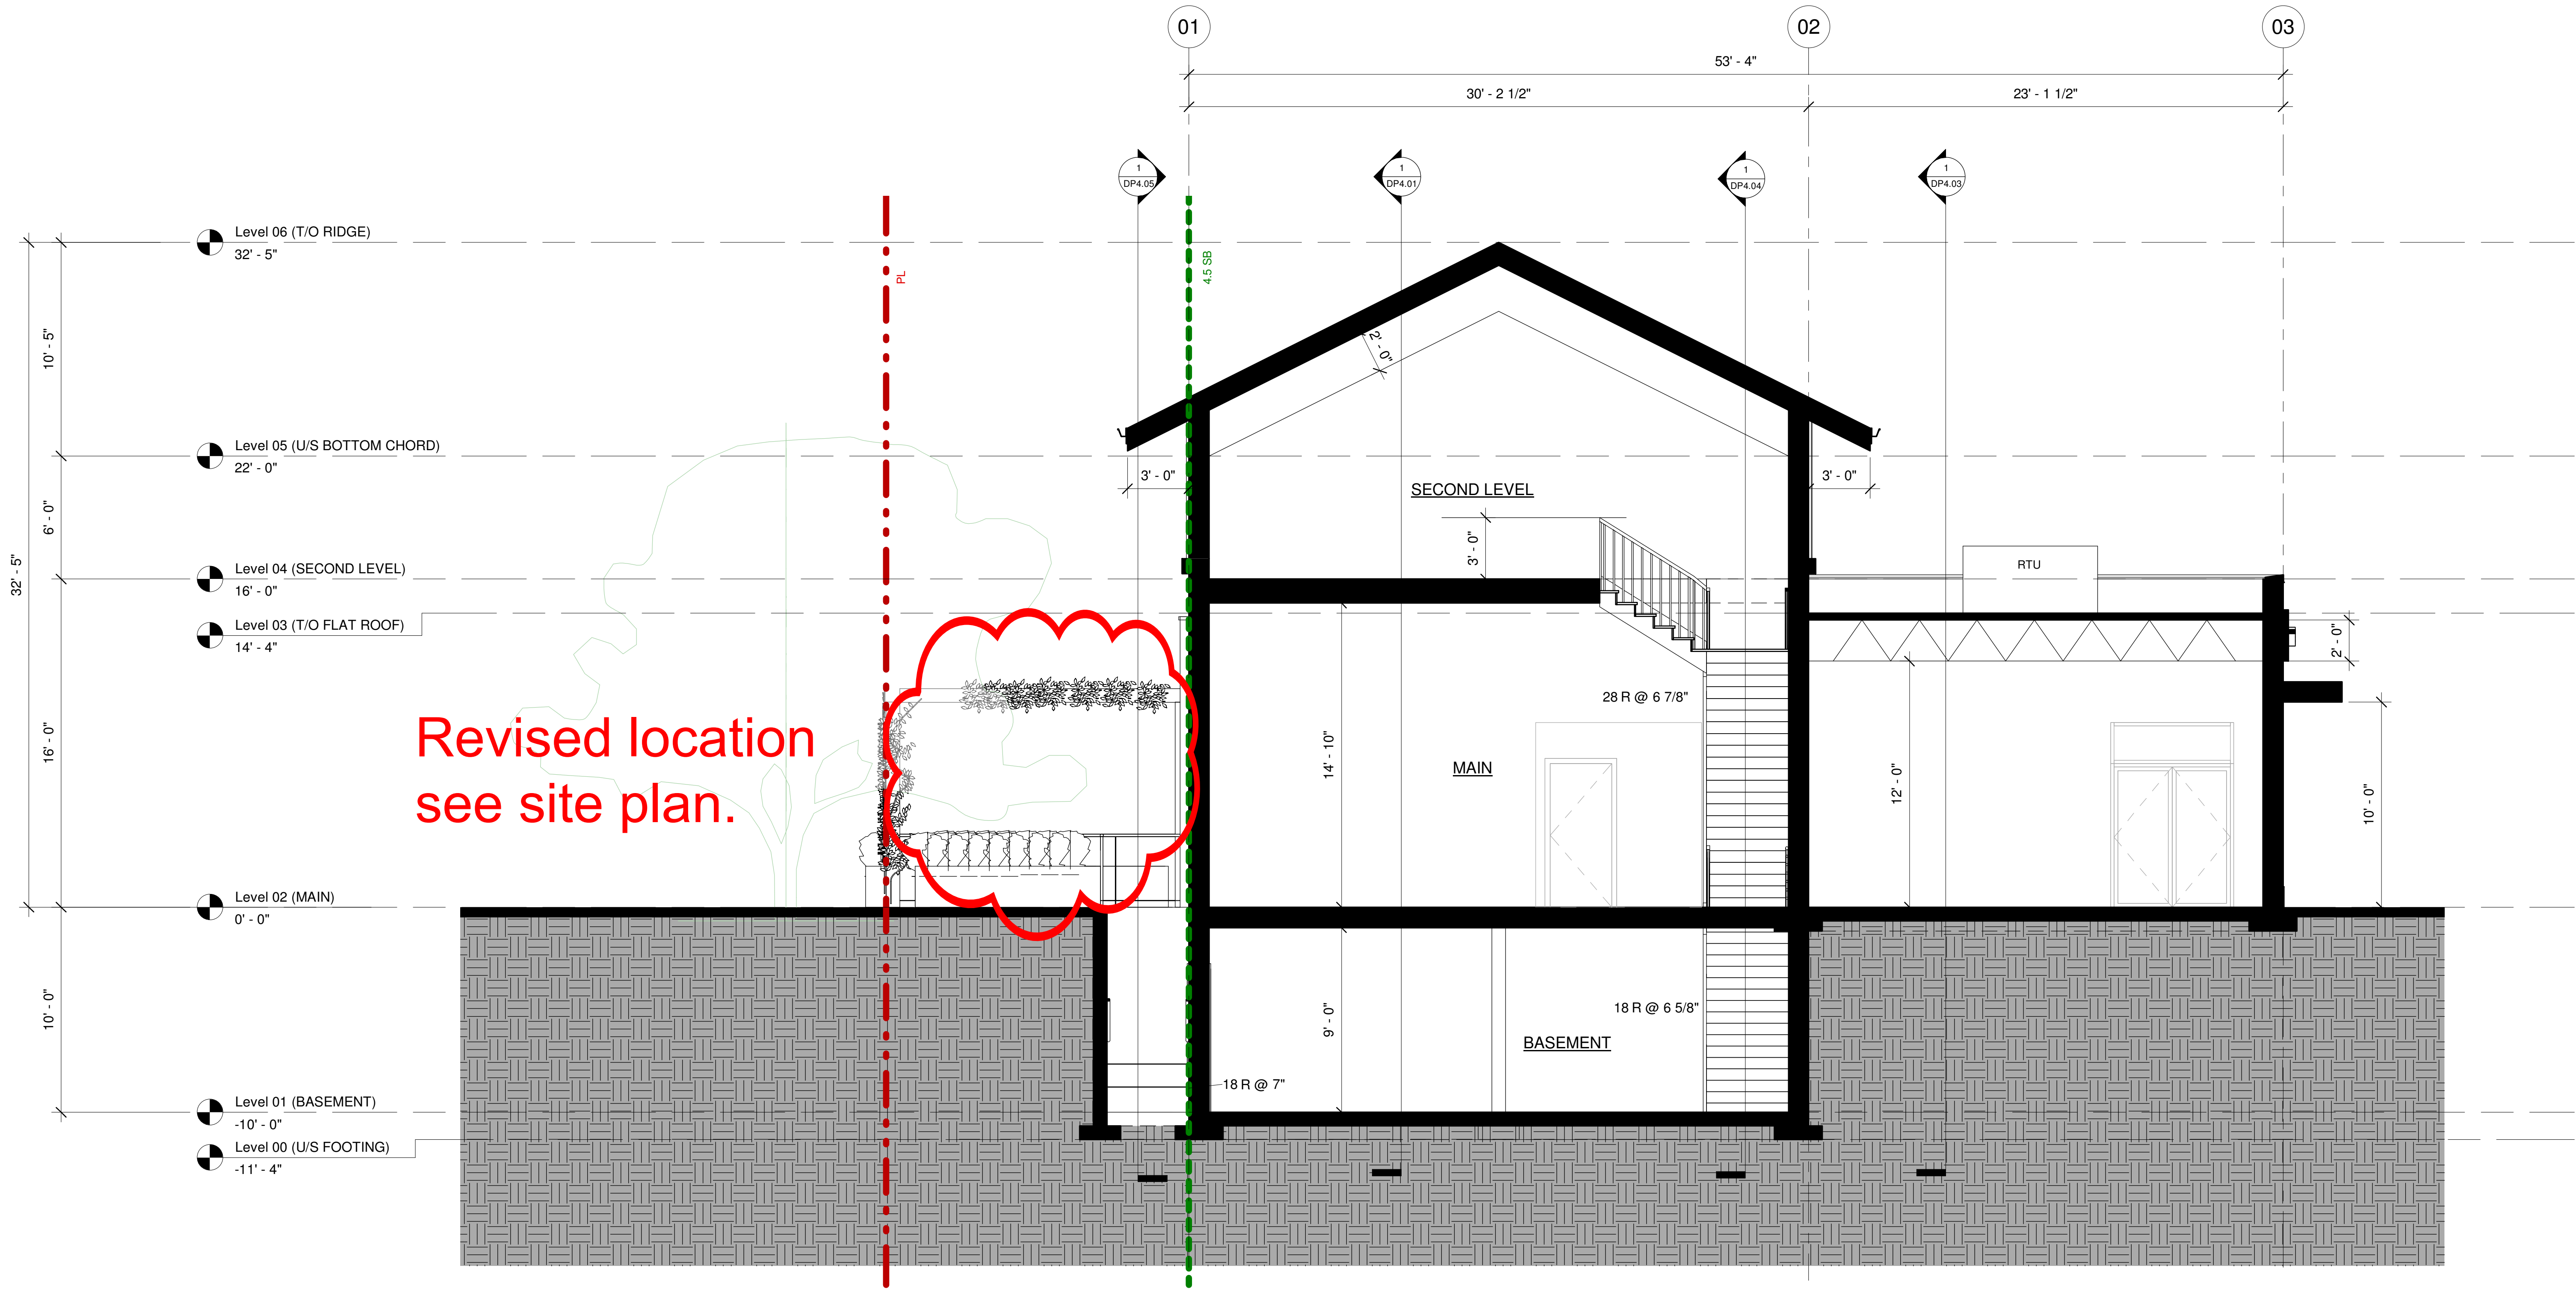 01
02
03
53' - 4"
30' - 2 1/2"
23' - 1 1/2"
1
DP4.05
1
DP4.01
1
DP4.04
1
DP4.03
Level 06 (T/O RIDGE)
32' - 5"
PL
4.5 SB
10' - 5"
2' - 0"
Level 05 (U/S BOTTOM CHORD)
22' - 0"
3' - 0"
3' - 0"
SECOND LEVEL
6' - 0"
3' - 0"
32' - 5"
Level 04 (SECOND LEVEL)
16' - 0"
RTU
Level 03 (T/O FLAT ROOF)
14' - 4"
2' - 0"
28 R @ 6 7/8"
Revised location
see site plan.
16' - 0"
14' - 10"
MAIN
12' - 0"
10' - 0"
Level 02 (MAIN)
0' - 0"
10' - 0"
9' - 0"
18 R @ 6 5/8"
BASEMENT
18 R @ 7"
Level 01 (BASEMENT)
-10' - 0"
Level 00 (U/S FOOTING)
-11' - 4"